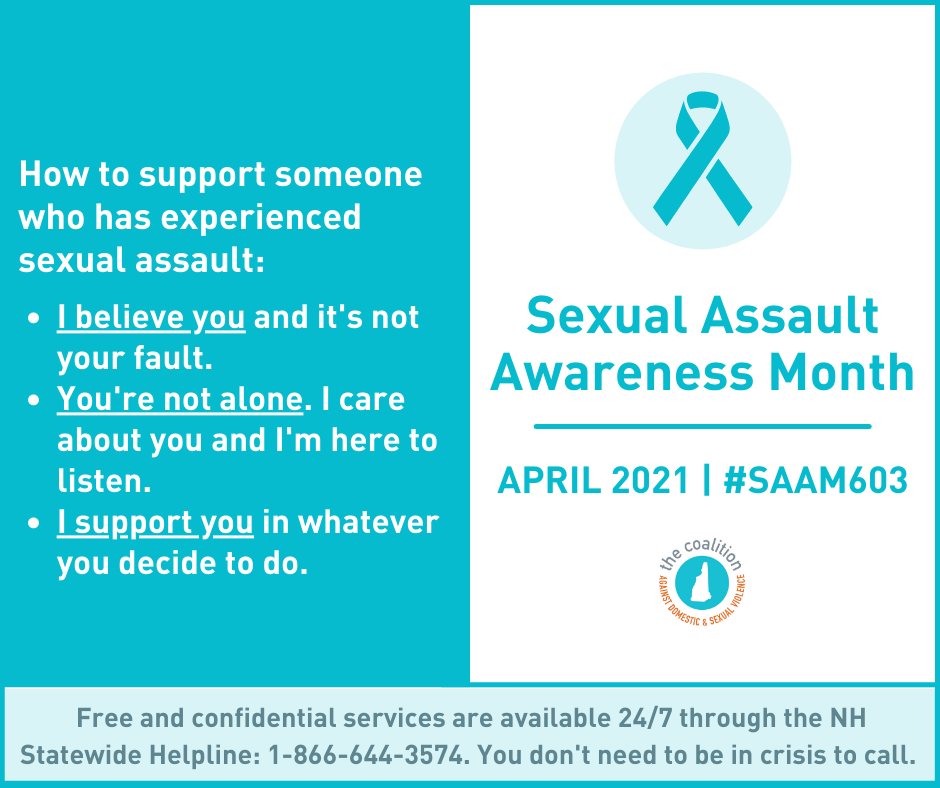 How to support someone
who has experienced
sexual assault:
• I believe you and it's not
your fault.
• You're not alone. I care
about you and I'm here to
listen.
• I support you in whatever
you decide to do.
Sexual Assault
Awareness Month
APRIL 2021 | #SAAM603
the coalition
AGAINST DOMESTIC & SEXUAL VIOLENCE
Free and confidential services are available 24/7 through the NH
Statewide Helpline: 1-866-644-3574. You don't need to be in crisis to call.